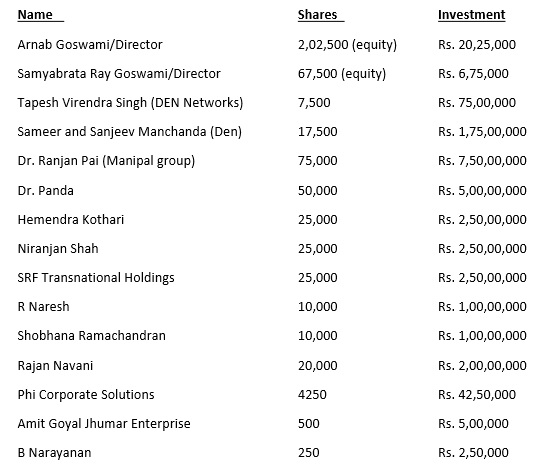 Name Shares Investment
Arnab Goswami/Director 2,02,500 (equity) Rs. 20,25,000
Samyabrata Ray Goswami/Director 67,500 (equity) Rs. 6,75,000
Tapesh Virendra Singh (DEN Networks) 7,500 Rs. 75,00,000
Sameer and Sanjeev Manchanda (Den) 17,500 Rs. 1,75,00,000
Dr. Ranjan Pai (Manipal group) 75,000 Rs. 7,50,00,000
Dr. Panda 50,000 Rs. 5,00,00,000
Hemendra Kothari 25,000 Rs. 2,50,00,000
Niranjan Shah 25,000 Rs. 2,50,00,000
SRF Transnational Holdings 25,000 Rs. 2,50,00,000
R Naresh 10,000 Rs. 1,00,00,000
Shobhana Ramachandran 10,000 Rs. 1,00,00,000
Rajan Navani 20,000 Rs. 2,00,00,000
Phi Corporate Solutions 4250 Rs. 42,50,000
Amit Goyal Jhumar Enterprise 500 Rs. 5,00,000
B Narayanan 250 Rs. 2,50,000